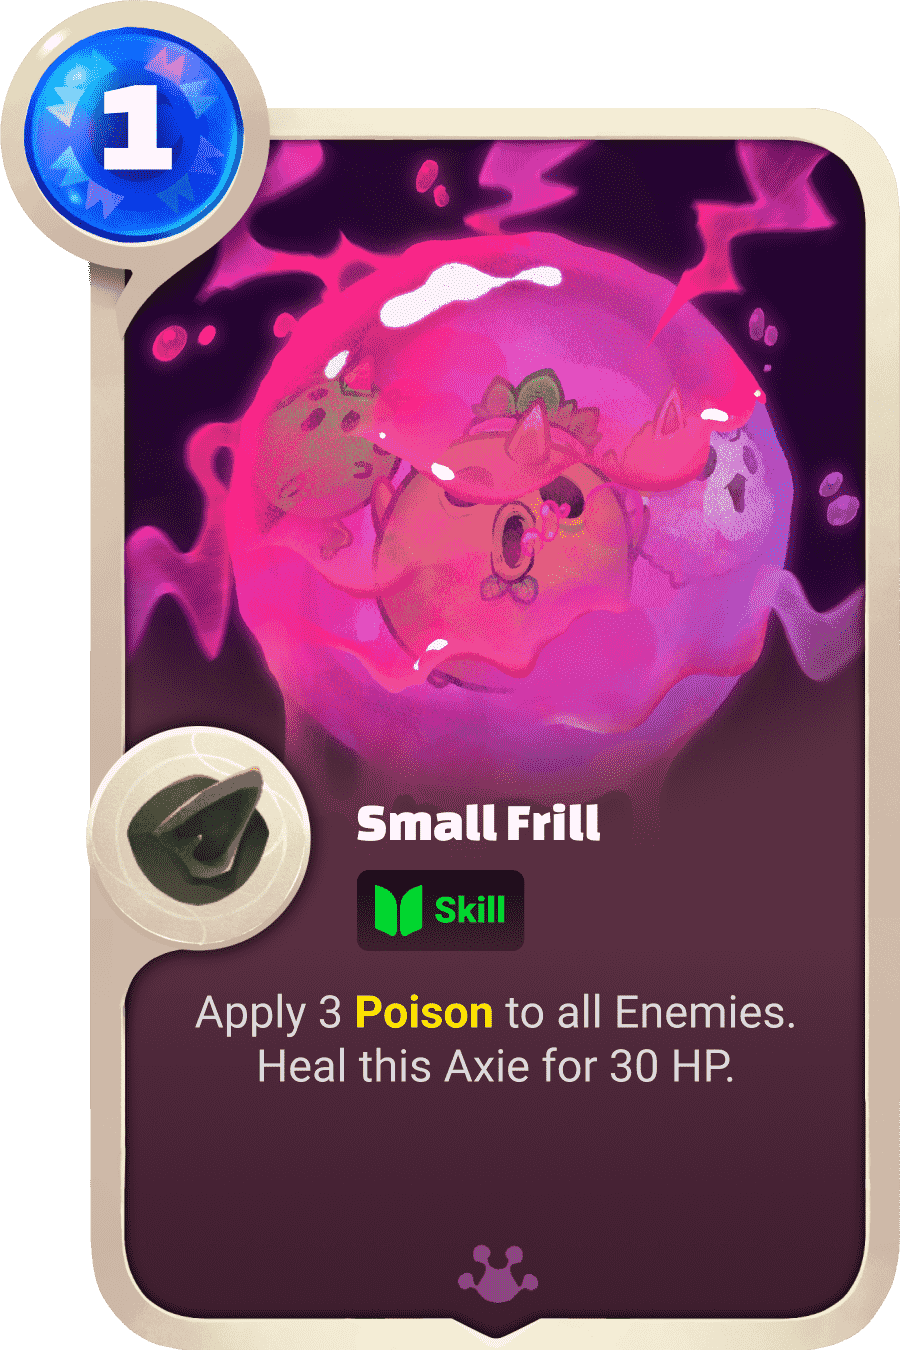 1
Small Frill
Skill
Apply 3 Poison to all Enemies.
Heal this Axie for 30 HP.